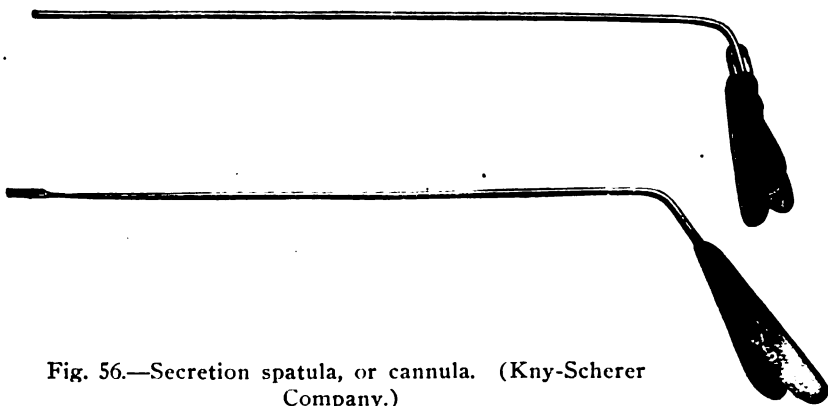 Fig. 56.—Secretion spatula, or cannula. (Kny-Scherer
Company.)